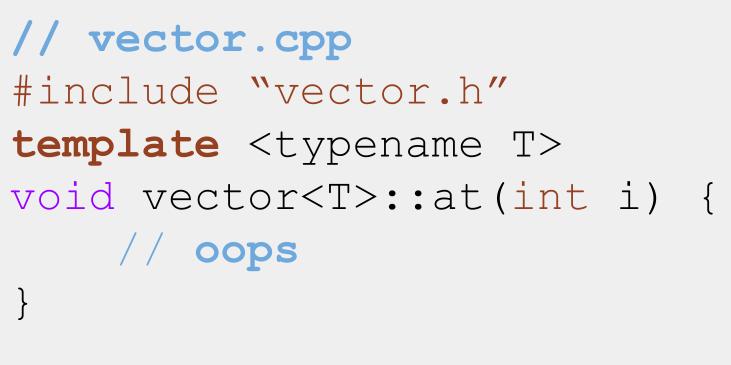 // vector.cpp
#include “vector.h”
template <typename T>
void vector<T>::at(int i) {
    // oops
}